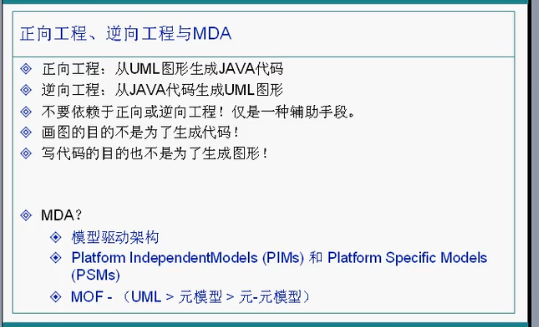 正向工程、逆向工程与MDA
正向工程：从UML图形生成JAVA代码
逆向工程：从JAVA代码生成UML图形
不要依赖于正向或逆向工程！仅是一种辅助手段。
画图的目的不是为了生成代码！
写代码的目的也不是为了生成图形！
MDA？
模型驱动架构
Platform IndependentModels (PIMs) 和 Platform Specific Models
(PSMs)
MOF - （UML > 元模型 > 元-元模型）